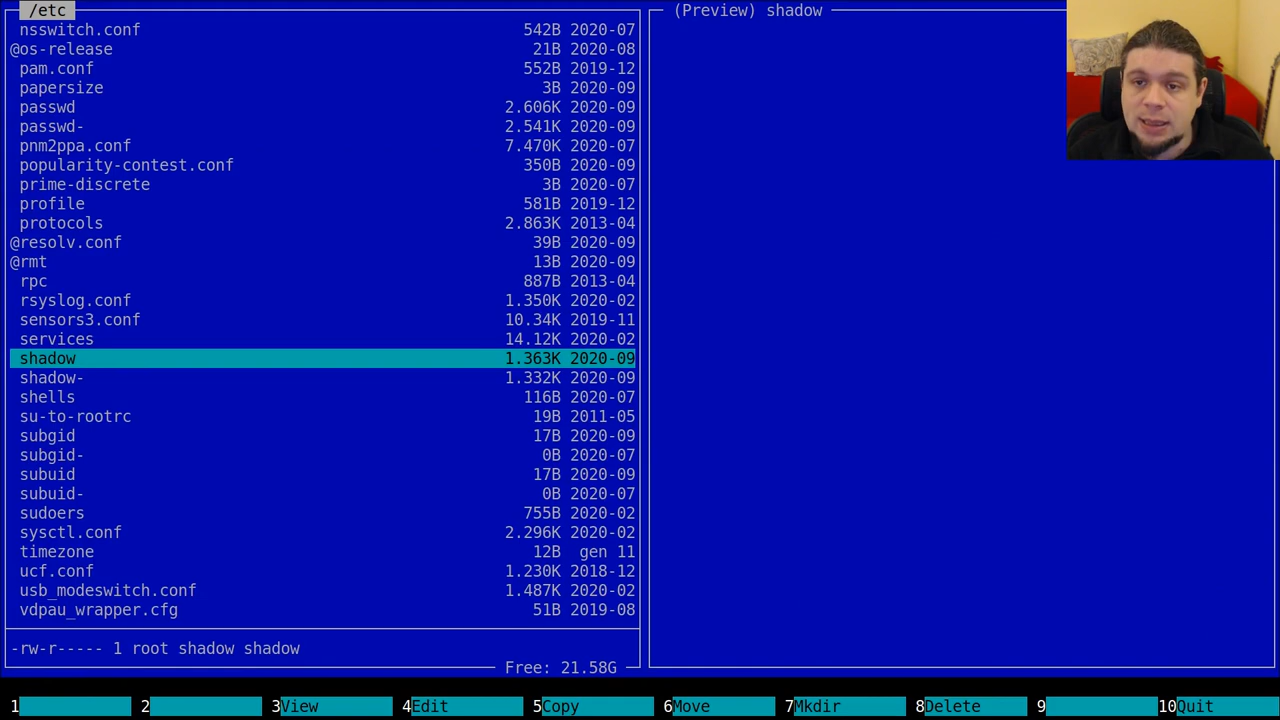 /etc
nsswitch.conf 542B 2020-07
@os-release 21B 2020-08
pam.conf 552B 2019-12
papersize 3B 2020-09
passwd 2.606K 2020-09
passwd- 2.541K 2020-09
pnm2ppa.conf 7.470K 2020-07
popularity-contest.conf 350B 2020-09
prime-discrete 3B 2020-07
profile 581B 2019-12
protocols 2.863K 2013-04
@resolv.conf 39B 2020-09
@rmt 13B 2020-09
rpc 887B 2013-04
rsyslog.conf 1.350K 2020-02
sensors3.conf 10.34K 2019-11
services 14.12K 2020-02
shadow 1.363K 2020-09
shadow- 1.332K 2020-09
shells 116B 2020-07
su-to-rootrc 19B 2011-05
subgid 17B 2020-09
subgid- 0B 2020-07
subuid 17B 2020-09
subuid- 0B 2020-07
sudoers 755B 2020-02
sysctl.conf 2.296K 2020-02
timezone 12B gen 11
ucf.conf 1.230K 2018-12
usb_modeswitch.conf 1.487K 2020-02
vdpau_wrapper.cfg 51B 2019-08
-rw-r----- 1 root shadow shadow
Free: 21.58G
(Preview) shadow
1 2 3View 4Edit 5Copy 6Move 7Mkdir 8Delete 9 10Quit